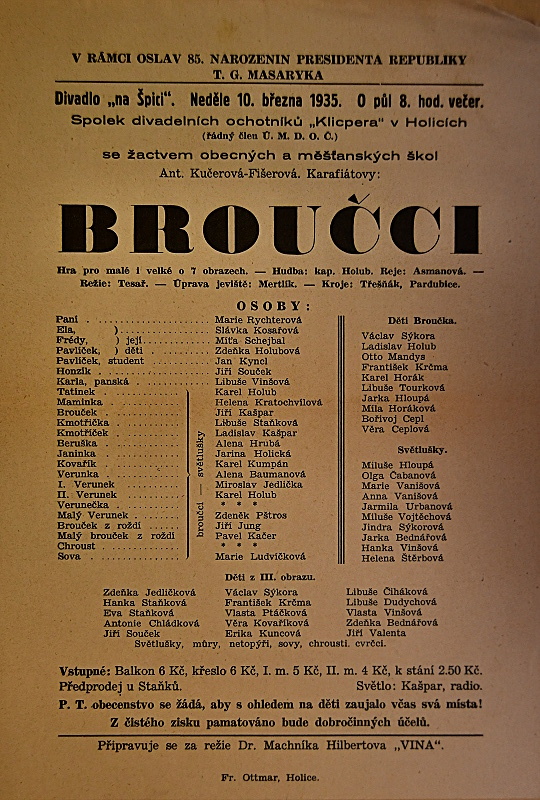 V RÁMCI OSLAV 85. NAROZENIN PRESIDENTA REPUBLIKY
T. G. MASARYKA
Divadlo „na Špici“. Neděle 10. března 1935. O půl 8. hod. večer.
Spolek divadelních ochotníků „Klicpera“ v Holicích
(řádný člen Ú. M. D. O. Č.)
se žactvem obecných a měšťanských škol
Ant. Kučerová-Fišerová. Karafiátovy:
BROUČCI
Hra pro malé i velké o 7 obrazech. — Hudba: kap. Holub. Reje: Asmanová. —
Režie: Tesař. — Úprava jeviště: Mertlík. — Kroje: Třešňák, Pardubice.
OSOBY:
Paní . . . . . . . . . . Marie Rychterová
Ela, ) . . . . . . . . . . Slávka Kosařová
Frédy, ) její . . . . . . . . . . Míťa Schejbal
Pavlíček, ) děti . . . . . . . . . . Zdeňka Holubová
Pavlíček, student . . . . . . . . . . Jan Kyncl
Honzík . . . . . . . . . . Jiří Souček
Karla, panská . . . . . . . . . . Libuše Vinšová
Tatínek . . . . . . . . . . Karel Holub
Maminka . . . . . . . . . . Helena Kratochvílová
Brouček . . . . . . . . . . Jiří Kašpar
Kmotřička . . . . . . . . . . Libuše Staňková
Kmotříček . . . . . . . . . . Ladislav Kašpar
Beruška . . . . . . . . . . Alena Hrubá
Janinka . . . . . . . . . . Jarina Holická
Kovařík . . . . . . . . . . Karel Kumpán
Verunka . . . . . . . . . . Alena Baumanová
I. Verunek . . . . . . . . . . Miroslav Jedlička
II. Verunek . . . . . . . . . . Karel Holub
Verunečka . . . . . . . . . . * * *
Malý Verunek . . . . . . . . . . Zdeněk Pštros
Brouček z roždí . . . . . . . . . . Jiří Jung
Malý brouček z roždí . . . . . . . . . . Pavel Kačer
Chroust . . . . . . . . . . * * *
Sova . . . . . . . . . . Marie Ludvíčková
broučci — světlušky
Děti Broučka.
Václav Sýkora
Ladislav Holub
Otto Mandys
František Krčma
Karel Horák
Libuše Tourková
Jarka Hloupá
Míla Horáková
Bořivoj Cepl
Věra Ceplová
Světlušky.
Miluše Hloupá
Olga Čabanová
Marie Vanišová
Anna Vanišová
Jarmila Urbanová
Miluše Vojtěchová
Jindra Sýkorová
Jarka Bednářová
Hanka Vinšová
Helena Štěrbová
Děti z III. obrazu.
Zdeňka Jedličková Václav Sýkora Libuše Čiháková
Hanka Staňková František Krčma Libuše Dudychová
Eva Staňková Vlasta Ptáčková Vlasta Vinšová
Antonie Chládková Věra Kovaříková Zdeňka Bednářová
Jiří Souček Erika Kuncová Jiří Valenta
Světlušky, můry, netopýři, sovy, chrousti, cvrčci.
Vstupné: Balkon 6 Kč, křeslo 6 Kč, I. m. 5 Kč, II. m. 4 Kč, k stání 2.50 Kč.
Předprodej u Staňků. Světlo: Kašpar, radio.
P. T. obecenstvo se žádá, aby s ohledem na děti zaujalo včas svá místa!
Z čistého zisku pamatováno bude dobročinných účelů.
Připravuje se za režie Dr. Machníka Hilbertova „VINA“.
Fr. Ottmar, Holice.